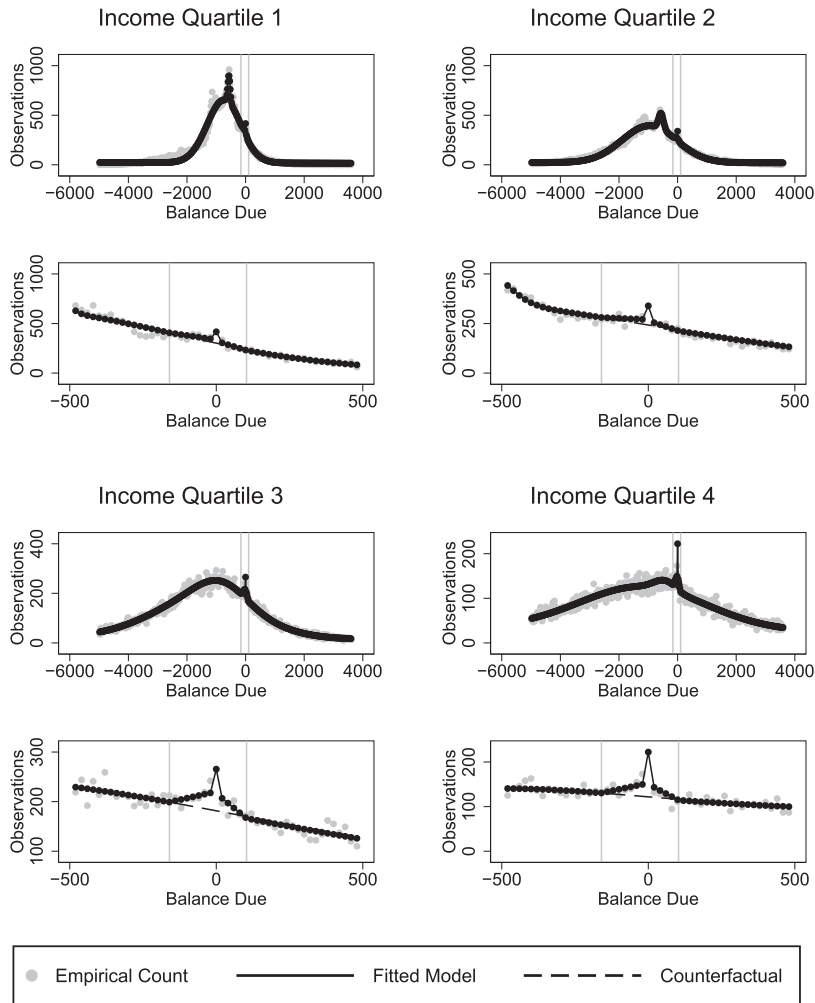 Income Quartile 1
Income Quartile 2
Observations
0 500 1000
−6000 −4000 −2000 0 2000 4000
Balance Due
Observations
0 500 1000
−6000 −4000 −2000 0 2000 4000
Balance Due
Observations
0 500 1000
−500 0 500
Balance Due
Observations
0 250 500
−500 0 500
Balance Due
Income Quartile 3
Income Quartile 4
Observations
0 200 400
−6000 −4000 −2000 0 2000 4000
Balance Due
Observations
0 100 200
−6000 −4000 −2000 0 2000 4000
Balance Due
Observations
100 200 300
−500 0 500
Balance Due
Observations
0 100 200
−500 0 500
Balance Due
Empirical Count Fitted Model Counterfactual